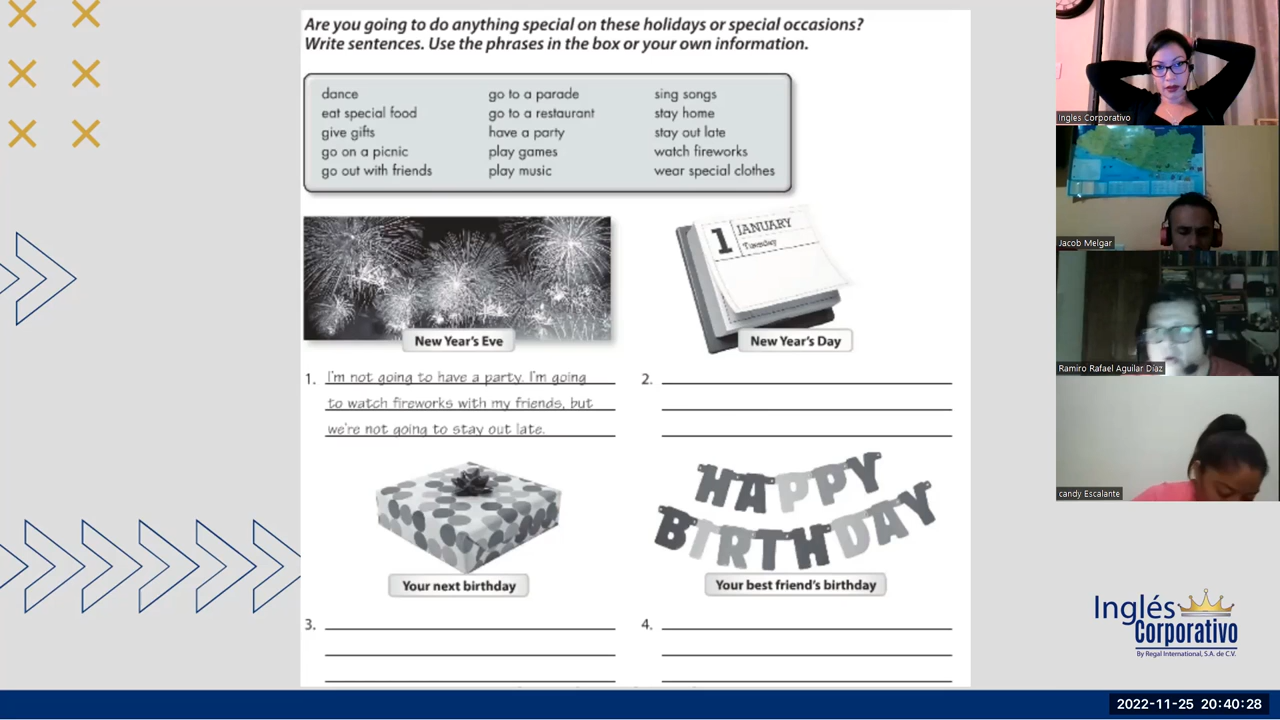 Are you going to do anything special on these holidays or special occasions?
Write sentences. Use the phrases in the box or your own information.
dance
eat special food
give gifts
go on a picnic
go out with friends
go to a parade
go to a restaurant
have a party
play games
play music
sing songs
stay home
stay out late
watch fireworks
wear special clothes
New Year's Eve
1 JANUARY
Tuesday
New Year's Day
1. I'm not going to have a party. I'm going
to watch fireworks with my friends, but
we're not going to stay out late.
2.
Your next birthday
HAPPY
BIRTHDAY
Your best friend's birthday
3.
4.
Ingles Corporativo
Jacob Melgar
Ramiro Rafael Aguilar Díaz
candy Escalante
Inglés
Corporativo
By Regal International, S.A. de C.V.
2022-11-25 20:40:28